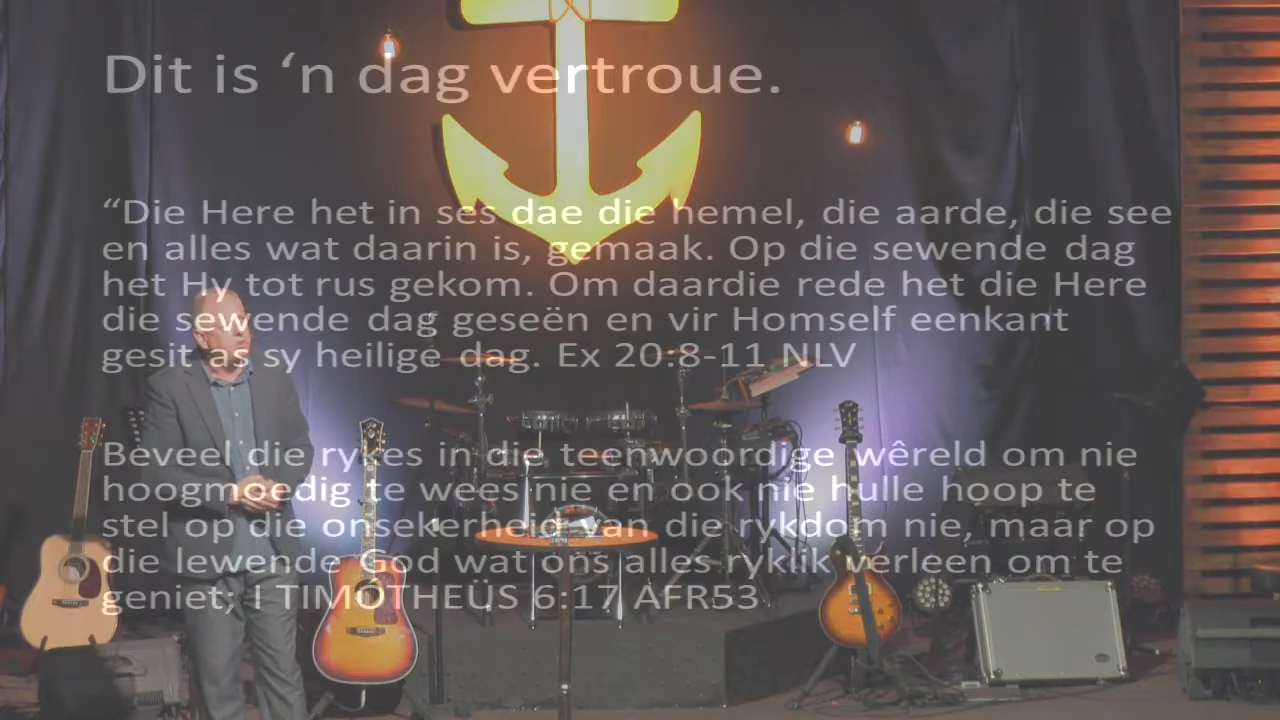 Dit is ‘n dag vertroue.
“Die Here het in ses dae die hemel, die aarde, die see
en alles wat daarin is, gemaak. Op die sewende dag
het Hy tot rus gekom. Om daardie rede het die Here
die sewende dag geseën en vir Homself eenkant
gesit as sy heilige dag. Ex 20:8-11 NLV
Beveel die rykes in die teenwoordige wêreld om nie
hoogmoedig te wees nie en ook nie hulle hoop te
stel op die onsekerheid van die rykdom nie, maar op
die lewende God wat ons alles ryklik verleen om te
geniet; I TIMOTHEÜS 6:17 AFR53